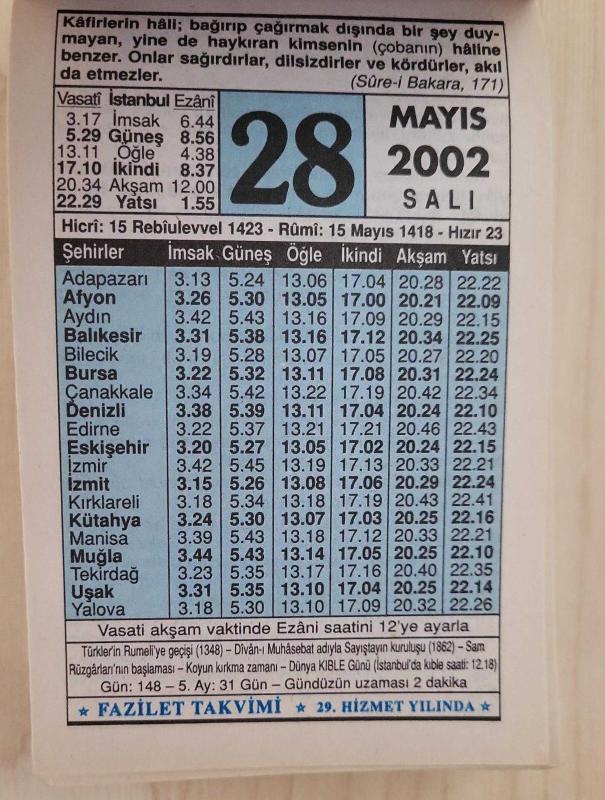 Kâfirlerin hâli; bağırıp çağırmak dışında bir şey duy-
mayan, yine de haykıran kimsenin (çobanın) hâline
benzer. Onlar sağırdırlar, dilsizdirler ve kördürler, akıl
da etmezler. (Sûre-i Bakara, 171)
Vasatî İstanbul Ezânî
3.17 İmsak 6.44
5.29 Güneş 8.56
13.11 Öğle 4.38
17.10 İkindi 8.37
20.34 Akşam 12.00
22.29 Yatsı 1.55
28
MAYIS
2002
SALI
Hicrî: 15 Rebîulevvel 1423 - Rûmî: 15 Mayıs 1418 - Hızır 23
Şehirler İmsak Güneş Öğle İkindi Akşam Yatsı
Adapazarı 3.13 5.24 13.06 17.04 20.28 22.22
Afyon 3.26 5.30 13.05 17.00 20.21 22.09
Aydın 3.42 5.43 13.16 17.09 20.29 22.15
Balıkesir 3.31 5.38 13.16 17.12 20.34 22.25
Bilecik 3.19 5.28 13.07 17.05 20.27 22.20
Bursa 3.22 5.32 13.11 17.08 20.31 22.24
Çanakkale 3.34 5.42 13.22 17.19 20.42 22.34
Denizli 3.38 5.39 13.11 17.04 20.24 22.10
Edirne 3.22 5.37 13.21 17.21 20.46 22.43
Eskişehir 3.20 5.27 13.05 17.02 20.24 22.15
İzmir 3.42 5.45 13.19 17.13 20.33 22.21
İzmit 3.15 5.26 13.08 17.06 20.29 22.24
Kırklareli 3.18 5.34 13.18 17.19 20.43 22.41
Kütahya 3.24 5.30 13.07 17.03 20.25 22.16
Manisa 3.39 5.43 13.18 17.12 20.33 22.21
Muğla 3.44 5.43 13.14 17.05 20.25 22.10
Tekirdağ 3.23 5.35 13.17 17.16 20.40 22.35
Uşak 3.31 5.35 13.10 17.04 20.25 22.14
Yalova 3.18 5.30 13.10 17.09 20.32 22.26
Vasati akşam vaktinde Ezâni saatini 12'ye ayarla
Türkler'in Rumeli'ye geçişi (1348) – Dîvân-ı Muhâsebat adıyla Sayıştayın kuruluşu (1862) – Sam
Rüzgârları'nın başlaması – Koyun kırkma zamanı – Dünya KIBLE Günü (İstanbul'da kıble saati: 12.18)
Gün: 148 – 5. Ay: 31 Gün – Gündüzün uzaması 2 dakika
★ FAZİLET TAKVİMİ ★ 29. HİZMET YILINDA ★